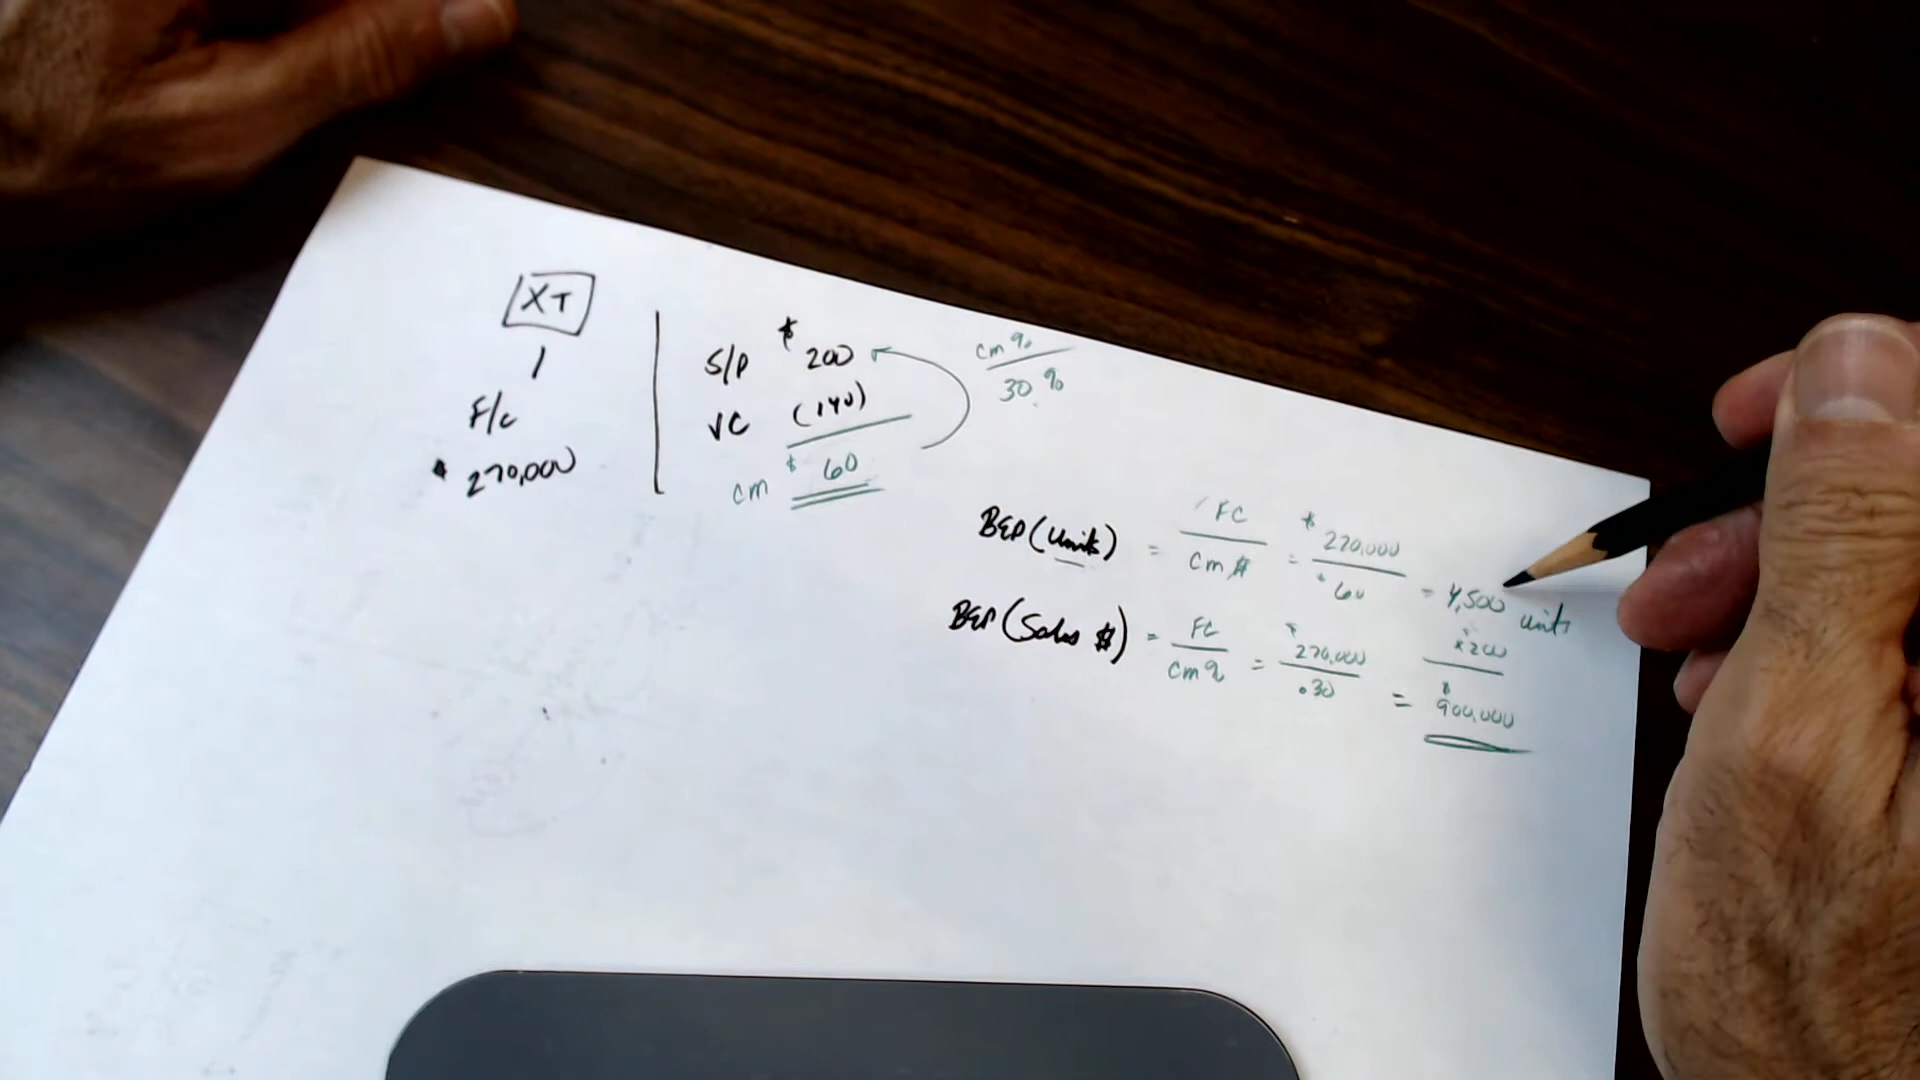 XT
F/c
$ 270,000
S/P $ 200
VC (140)
cm $ 60
cm %
30 %
BEP (Units) = FC / cm $ = $ 270,000 / $ 60 = 4,500 units
x 200
BEP (Sales $) = FC / cm % = $ 270,000 / .30 = $ 900,000